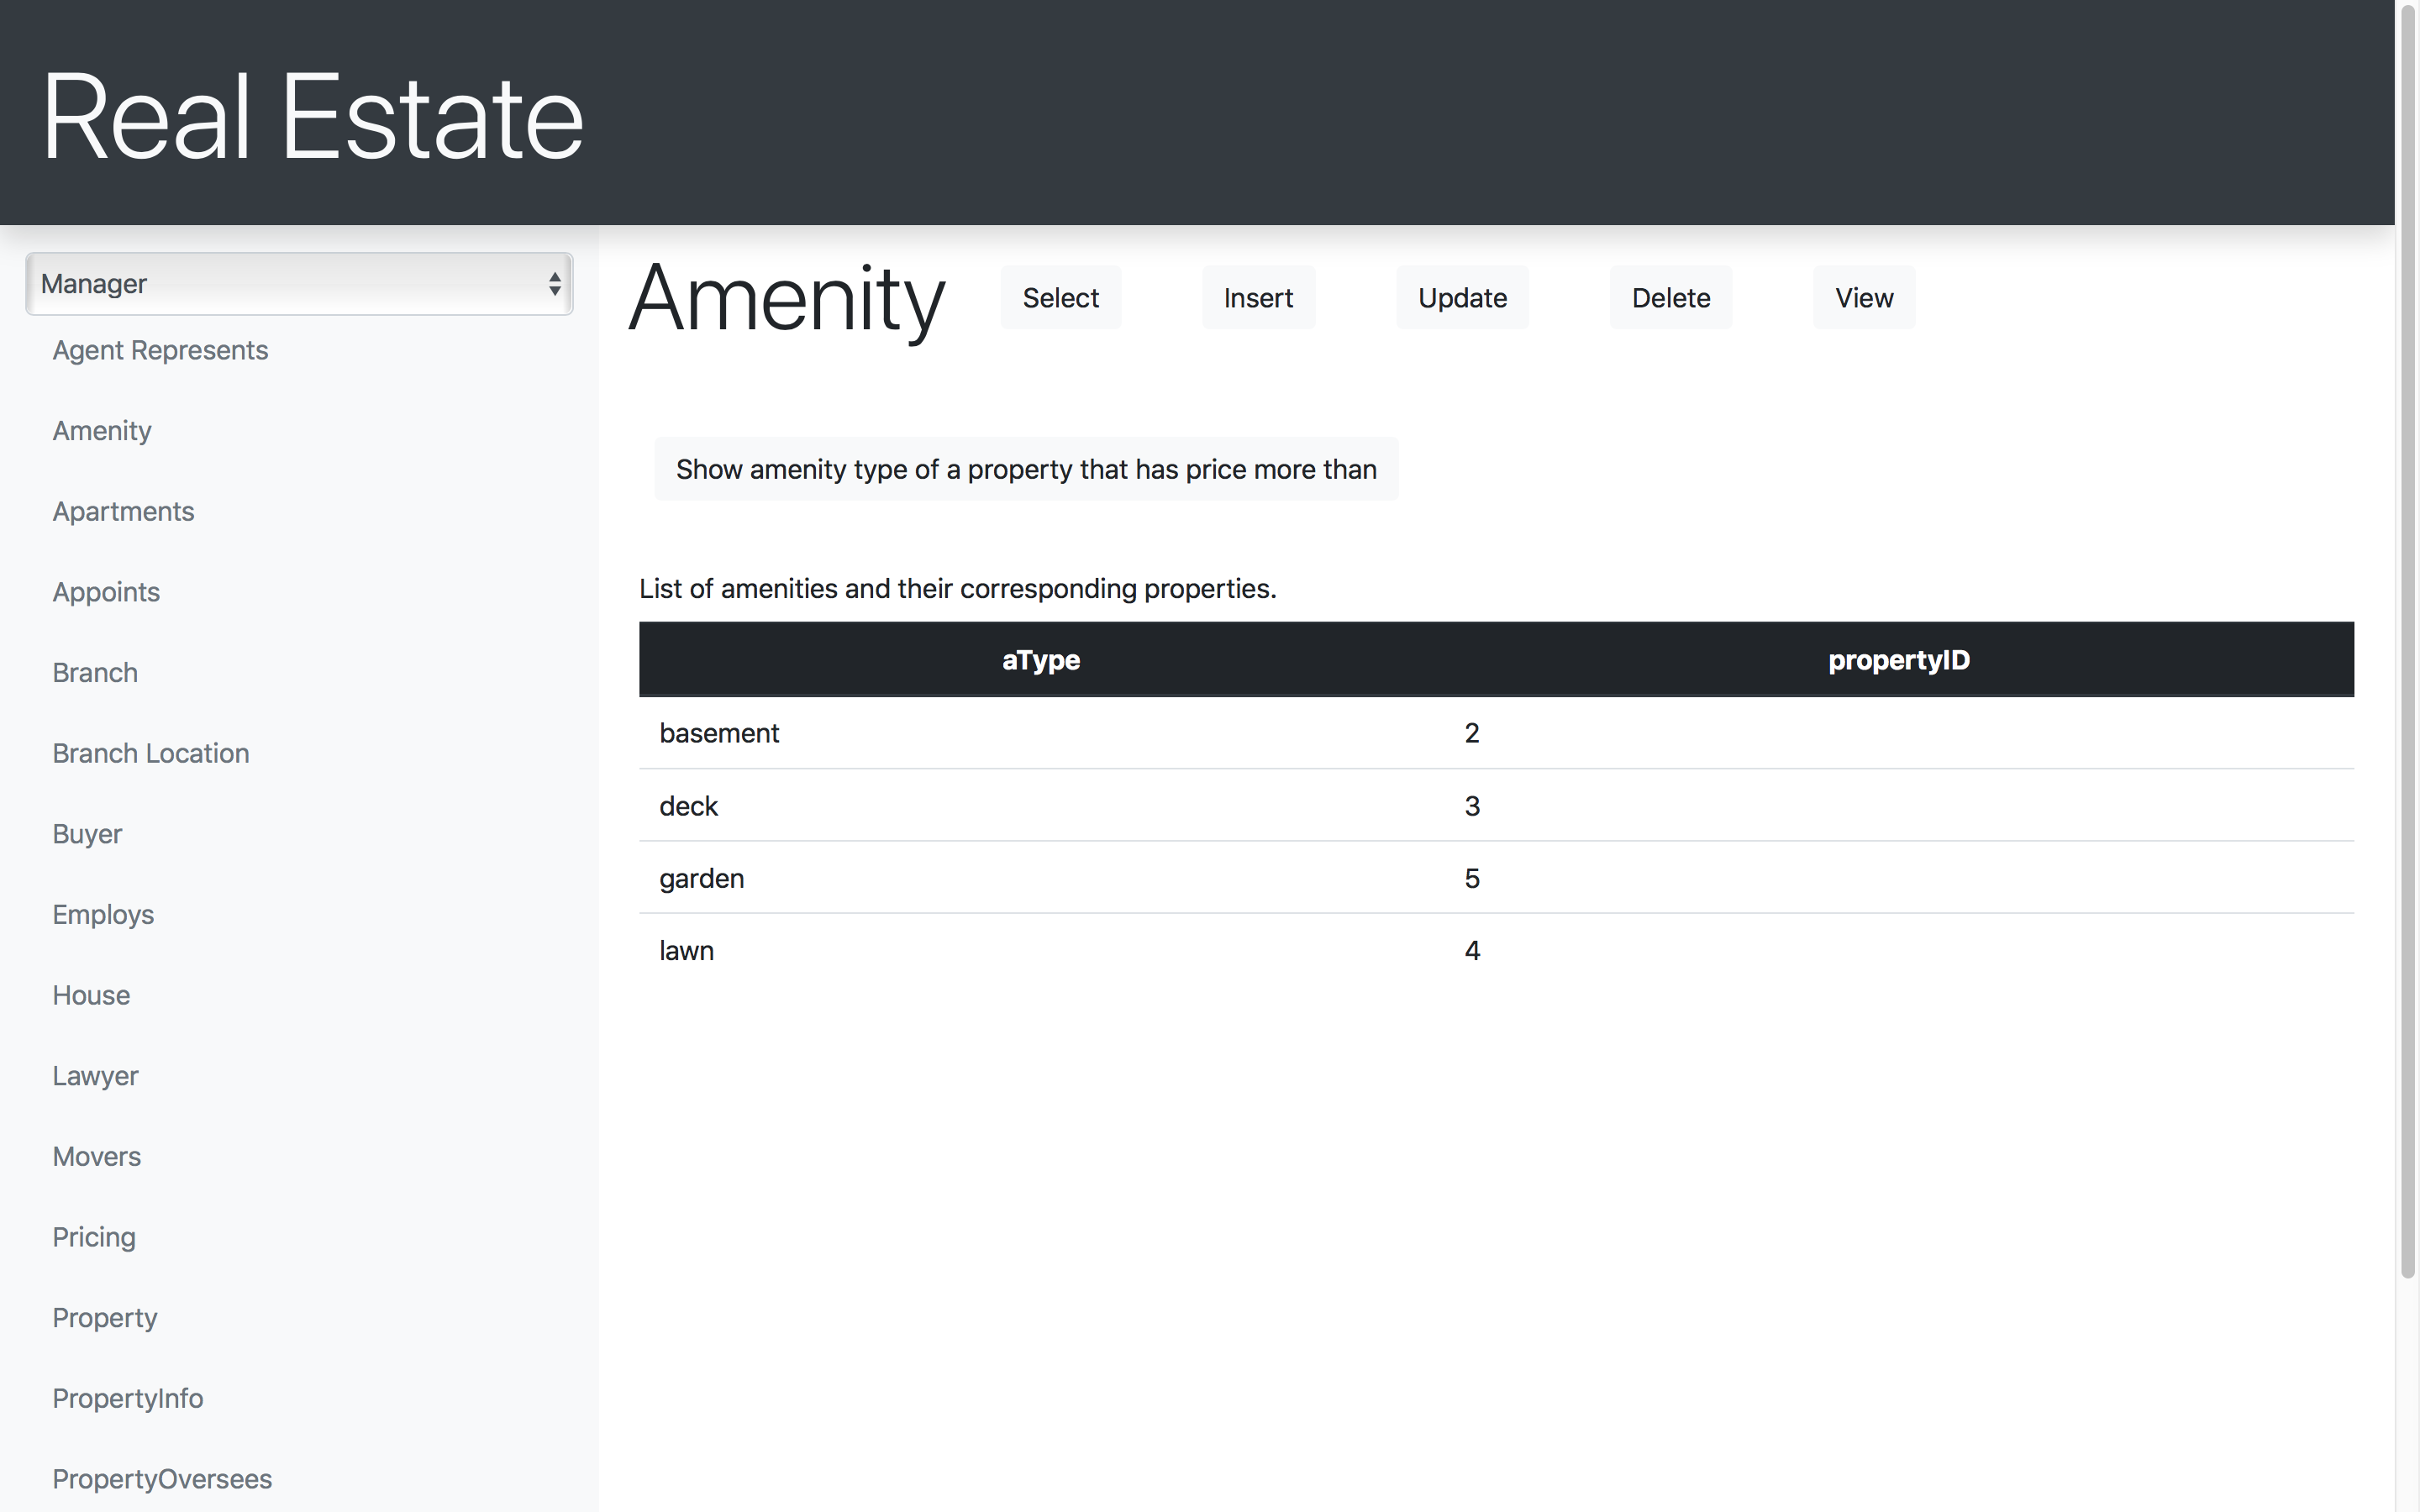 Real Estate
Manager
Agent Represents
Amenity
Apartments
Appoints
Branch
Branch Location
Buyer
Employs
House
Lawyer
Movers
Pricing
Property
PropertyInfo
PropertyOversees
Amenity Select Insert Update Delete View
Show amenity type of a property that has price more than
List of amenities and their corresponding properties.
aType propertyID
basement 2
deck 3
garden 5
lawn 4